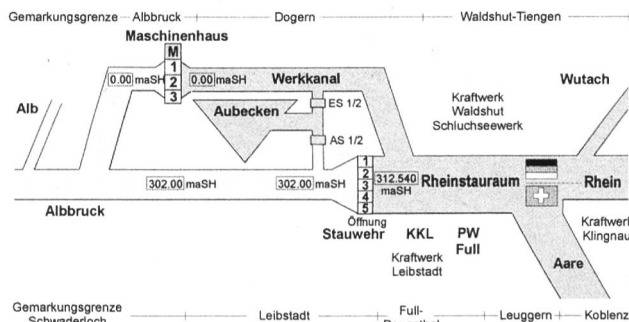 Gemarkungsgrenze Albbruck Dogern Waldshut-Tiengen
Maschinenhaus
M
1
2
3
0.00 maSH
0.00 maSH
Werkkanal
Wutach
Alb
Aubecken
ES 1/2
AS 1/2
Kraftwerk
Waldshut
Schluchseewerk
302.00 maSH
302.00 maSH
1
2
3
4
5
312.540
maSH
Rheinstauraum
Rhein
Albbruck
Öffnung
Stauwehr
KKL
PW
Full
Kraftwerk
Leibstadt
Kraftwerk
Klingnau
Aare
Gemarkungsgrenze
Schwaderloch
Leibstadt
Full-
Leuggern
Koblenz